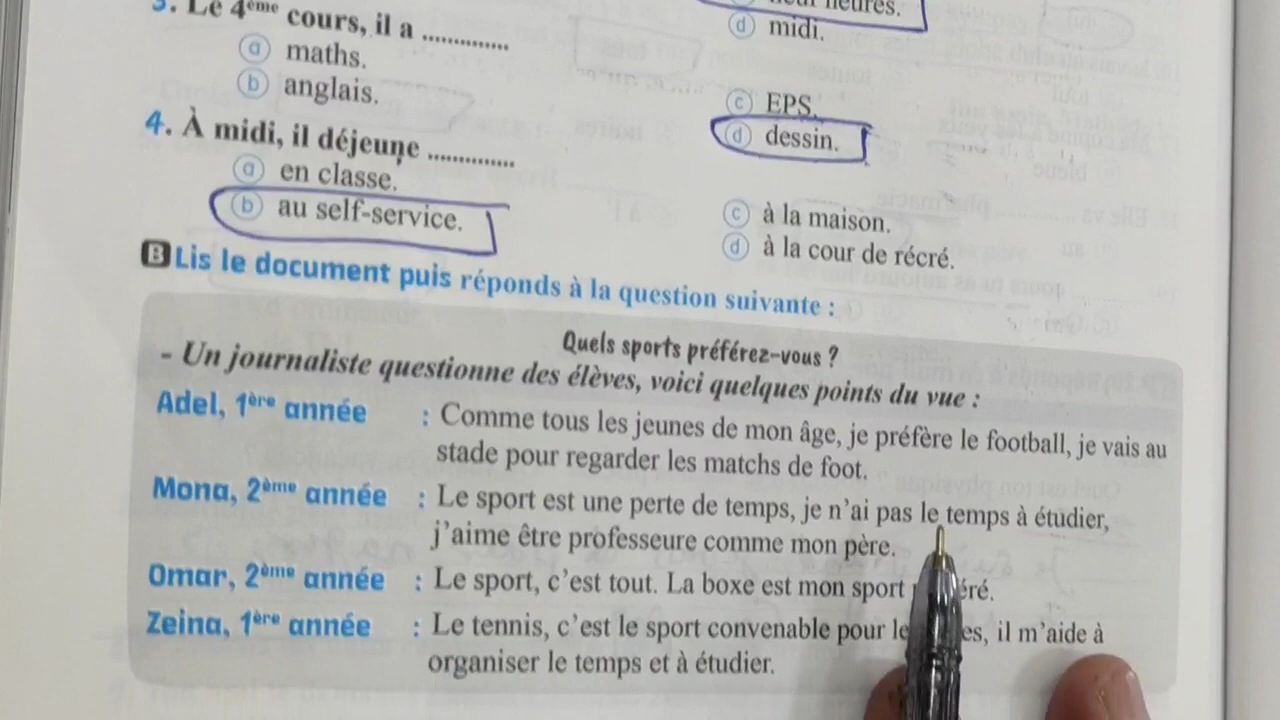 3. Le 4ème cours, il a ..............
a maths.
b anglais.
heures.
d midi.
c EPS.
d dessin.
4. À midi, il déjeune ..............
a en classe.
b au self-service.
c à la maison.
d à la cour de récré.
B Lis le document puis réponds à la question suivante :
Quels sports préférez-vous ?
- Un journaliste questionne des élèves, voici quelques points du vue :
Adel, 1ère année : Comme tous les jeunes de mon âge, je préfère le football, je vais au
stade pour regarder les matchs de foot.
Mona, 2ème année : Le sport est une perte de temps, je n'ai pas le temps à étudier,
j'aime être professeure comme mon père.
Omar, 2ème année : Le sport, c'est tout. La boxe est mon sport
Zeina, 1ère année : Le tennis, c'est le sport convenable pour il m'aide à
organiser le temps et à étudier.